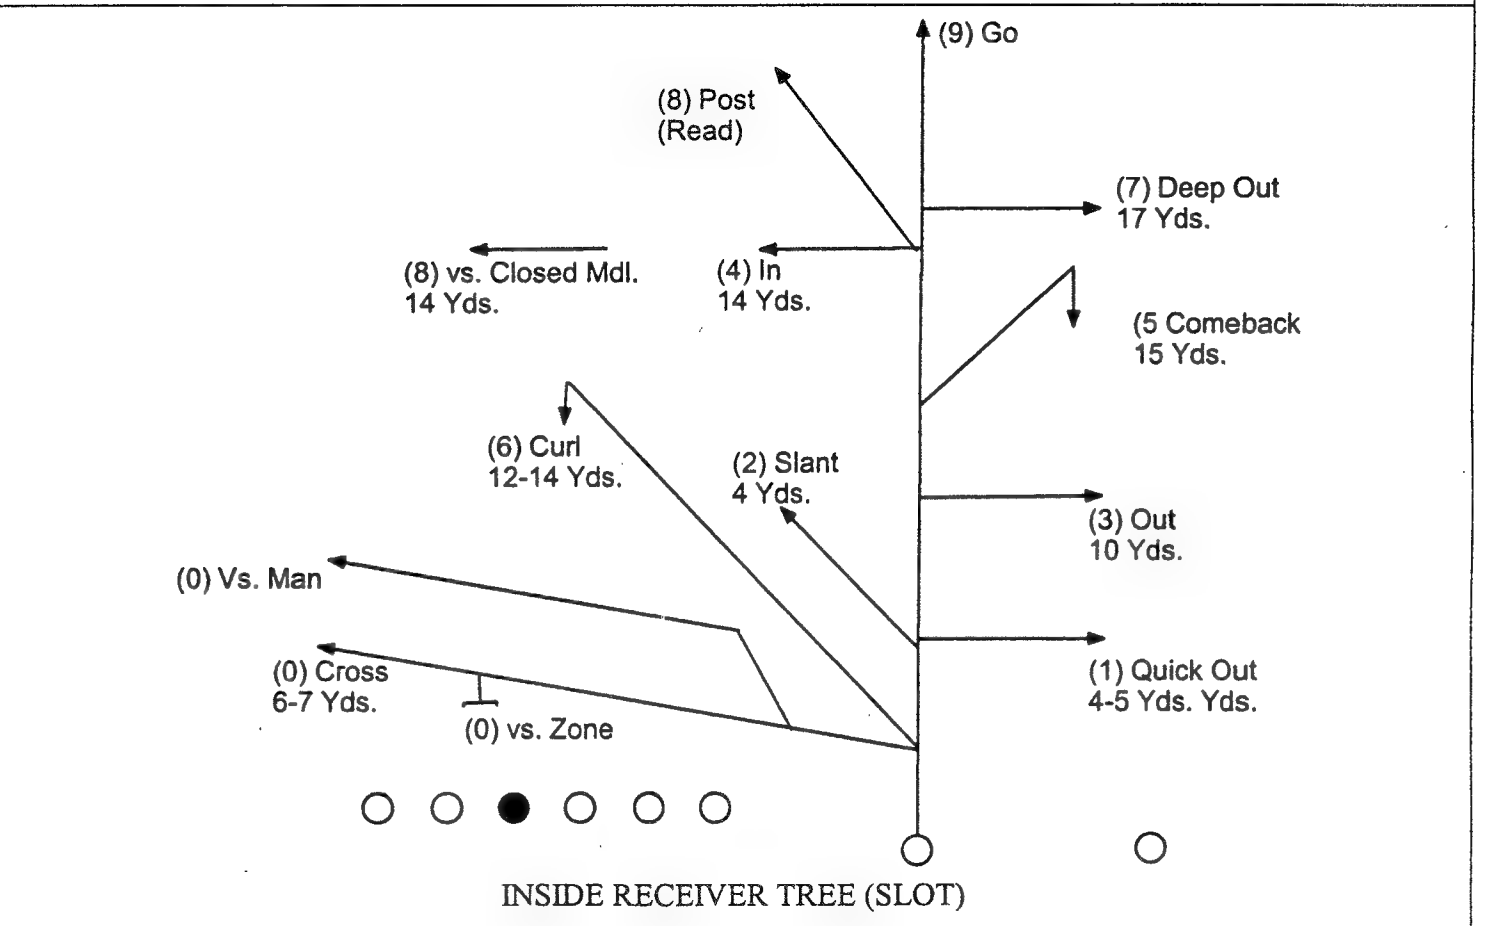 (9) Go
(8) Post
(Read)
(7) Deep Out
17 Yds.
(8) vs. Closed Mdl.
14 Yds.
(4) In
14 Yds.
(5 Comeback
15 Yds.
(6) Curl
12-14 Yds.
(2) Slant
4 Yds.
(3) Out
10 Yds.
(0) Vs. Man
(0) Cross
6-7 Yds.
(0) vs. Zone
(1) Quick Out
4-5 Yds. Yds.
INSIDE RECEIVER TREE (SLOT)